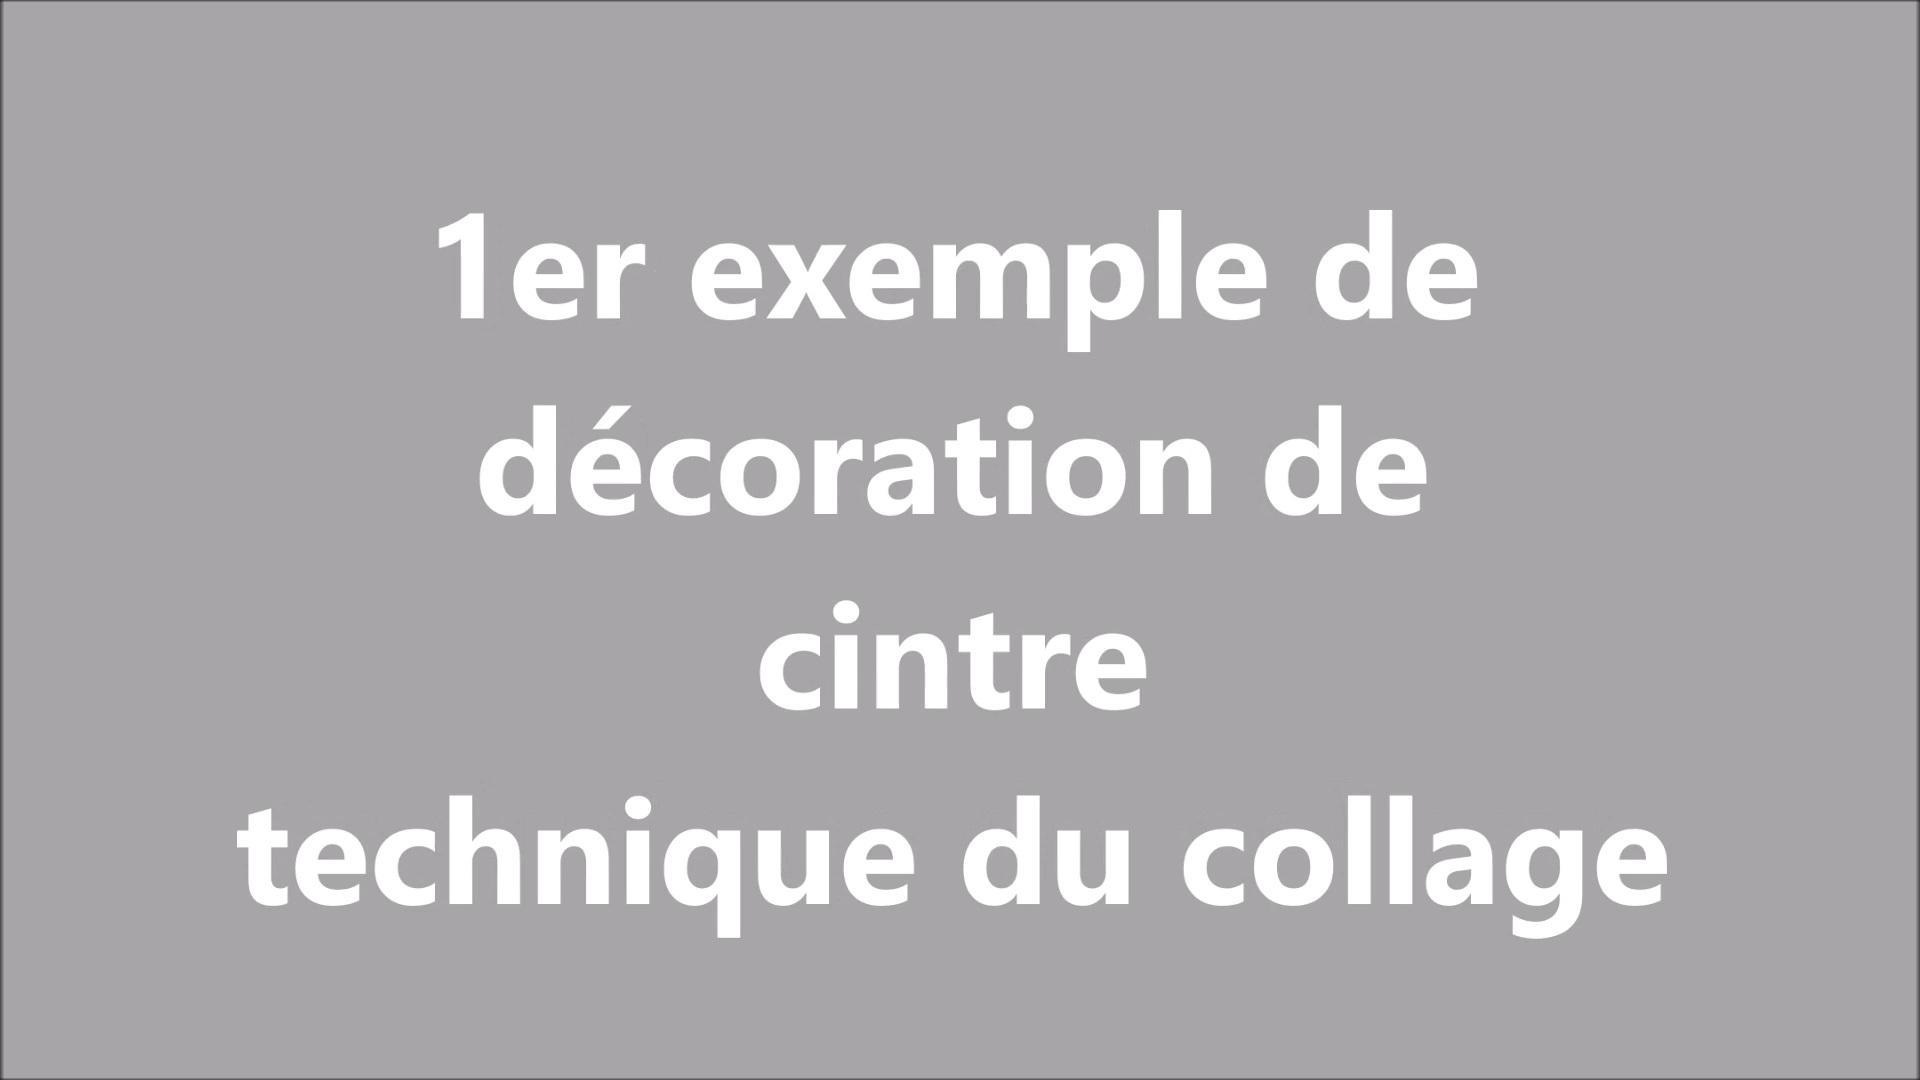 1er exemple de
décoration de
cintre
technique du collage